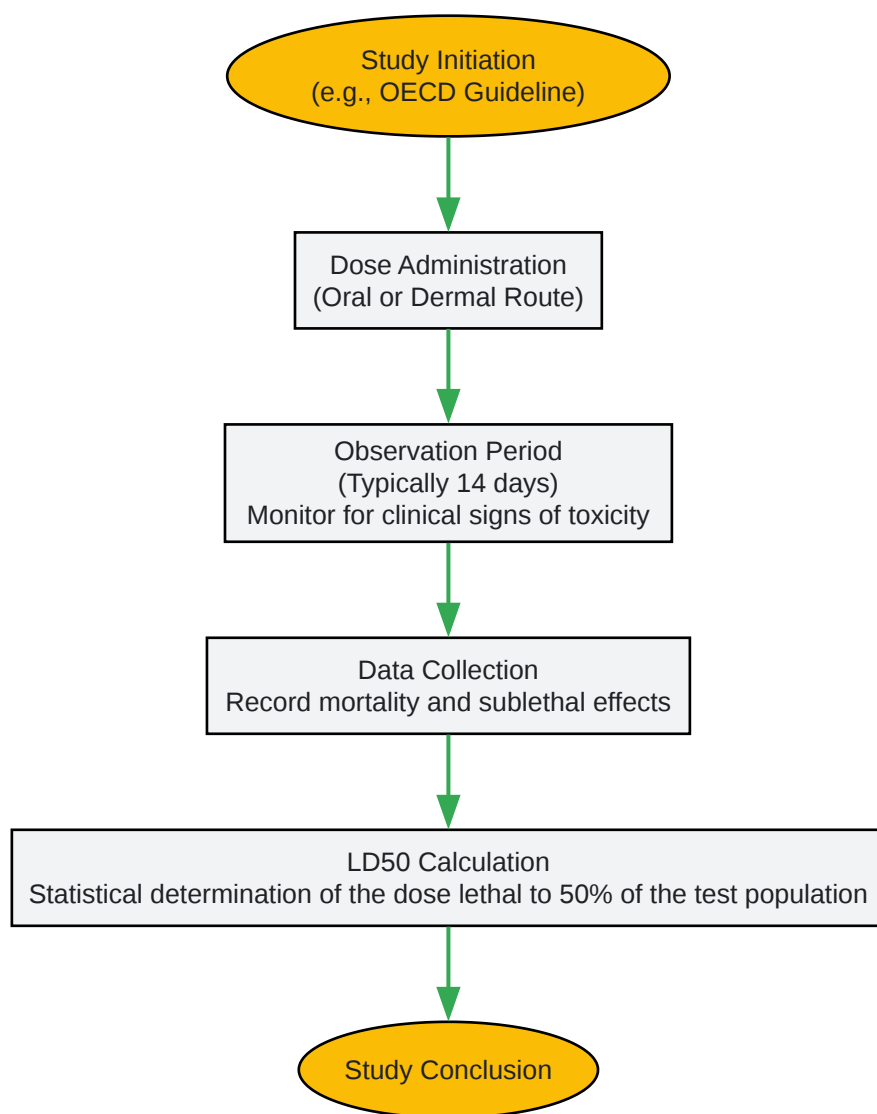 Study Initiation
(e.g., OECD Guideline)
Dose Administration
(Oral or Dermal Route)
Observation Period
(Typically 14 days)
Monitor for clinical signs of toxicity
Data Collection
Record mortality and sublethal effects
LD50 Calculation
Statistical determination of the dose lethal to 50% of the test population
Study Conclusion